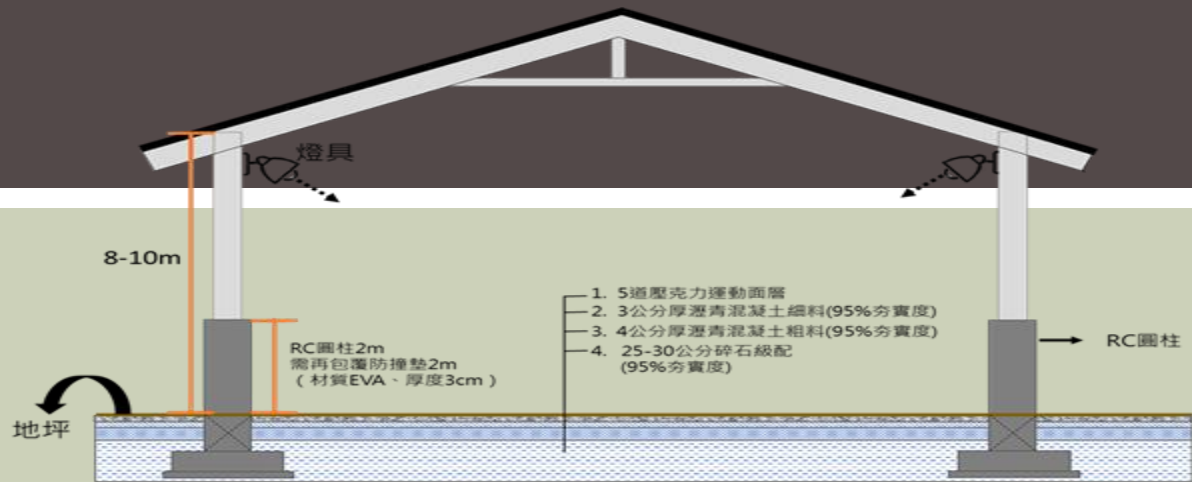 燈具
8-10m
1. 5道壓克力運動面層
2. 3公分厚瀝青混凝土細料(95%夯實度)
3. 4公分厚瀝青混凝土粗料(95%夯實度)
4. 25-30公分碎石級配
(95%夯實度)
RC圓柱
RC圓柱2m
需再包覆防撞墊2m
（材質EVA、厚度3cm）
地坪